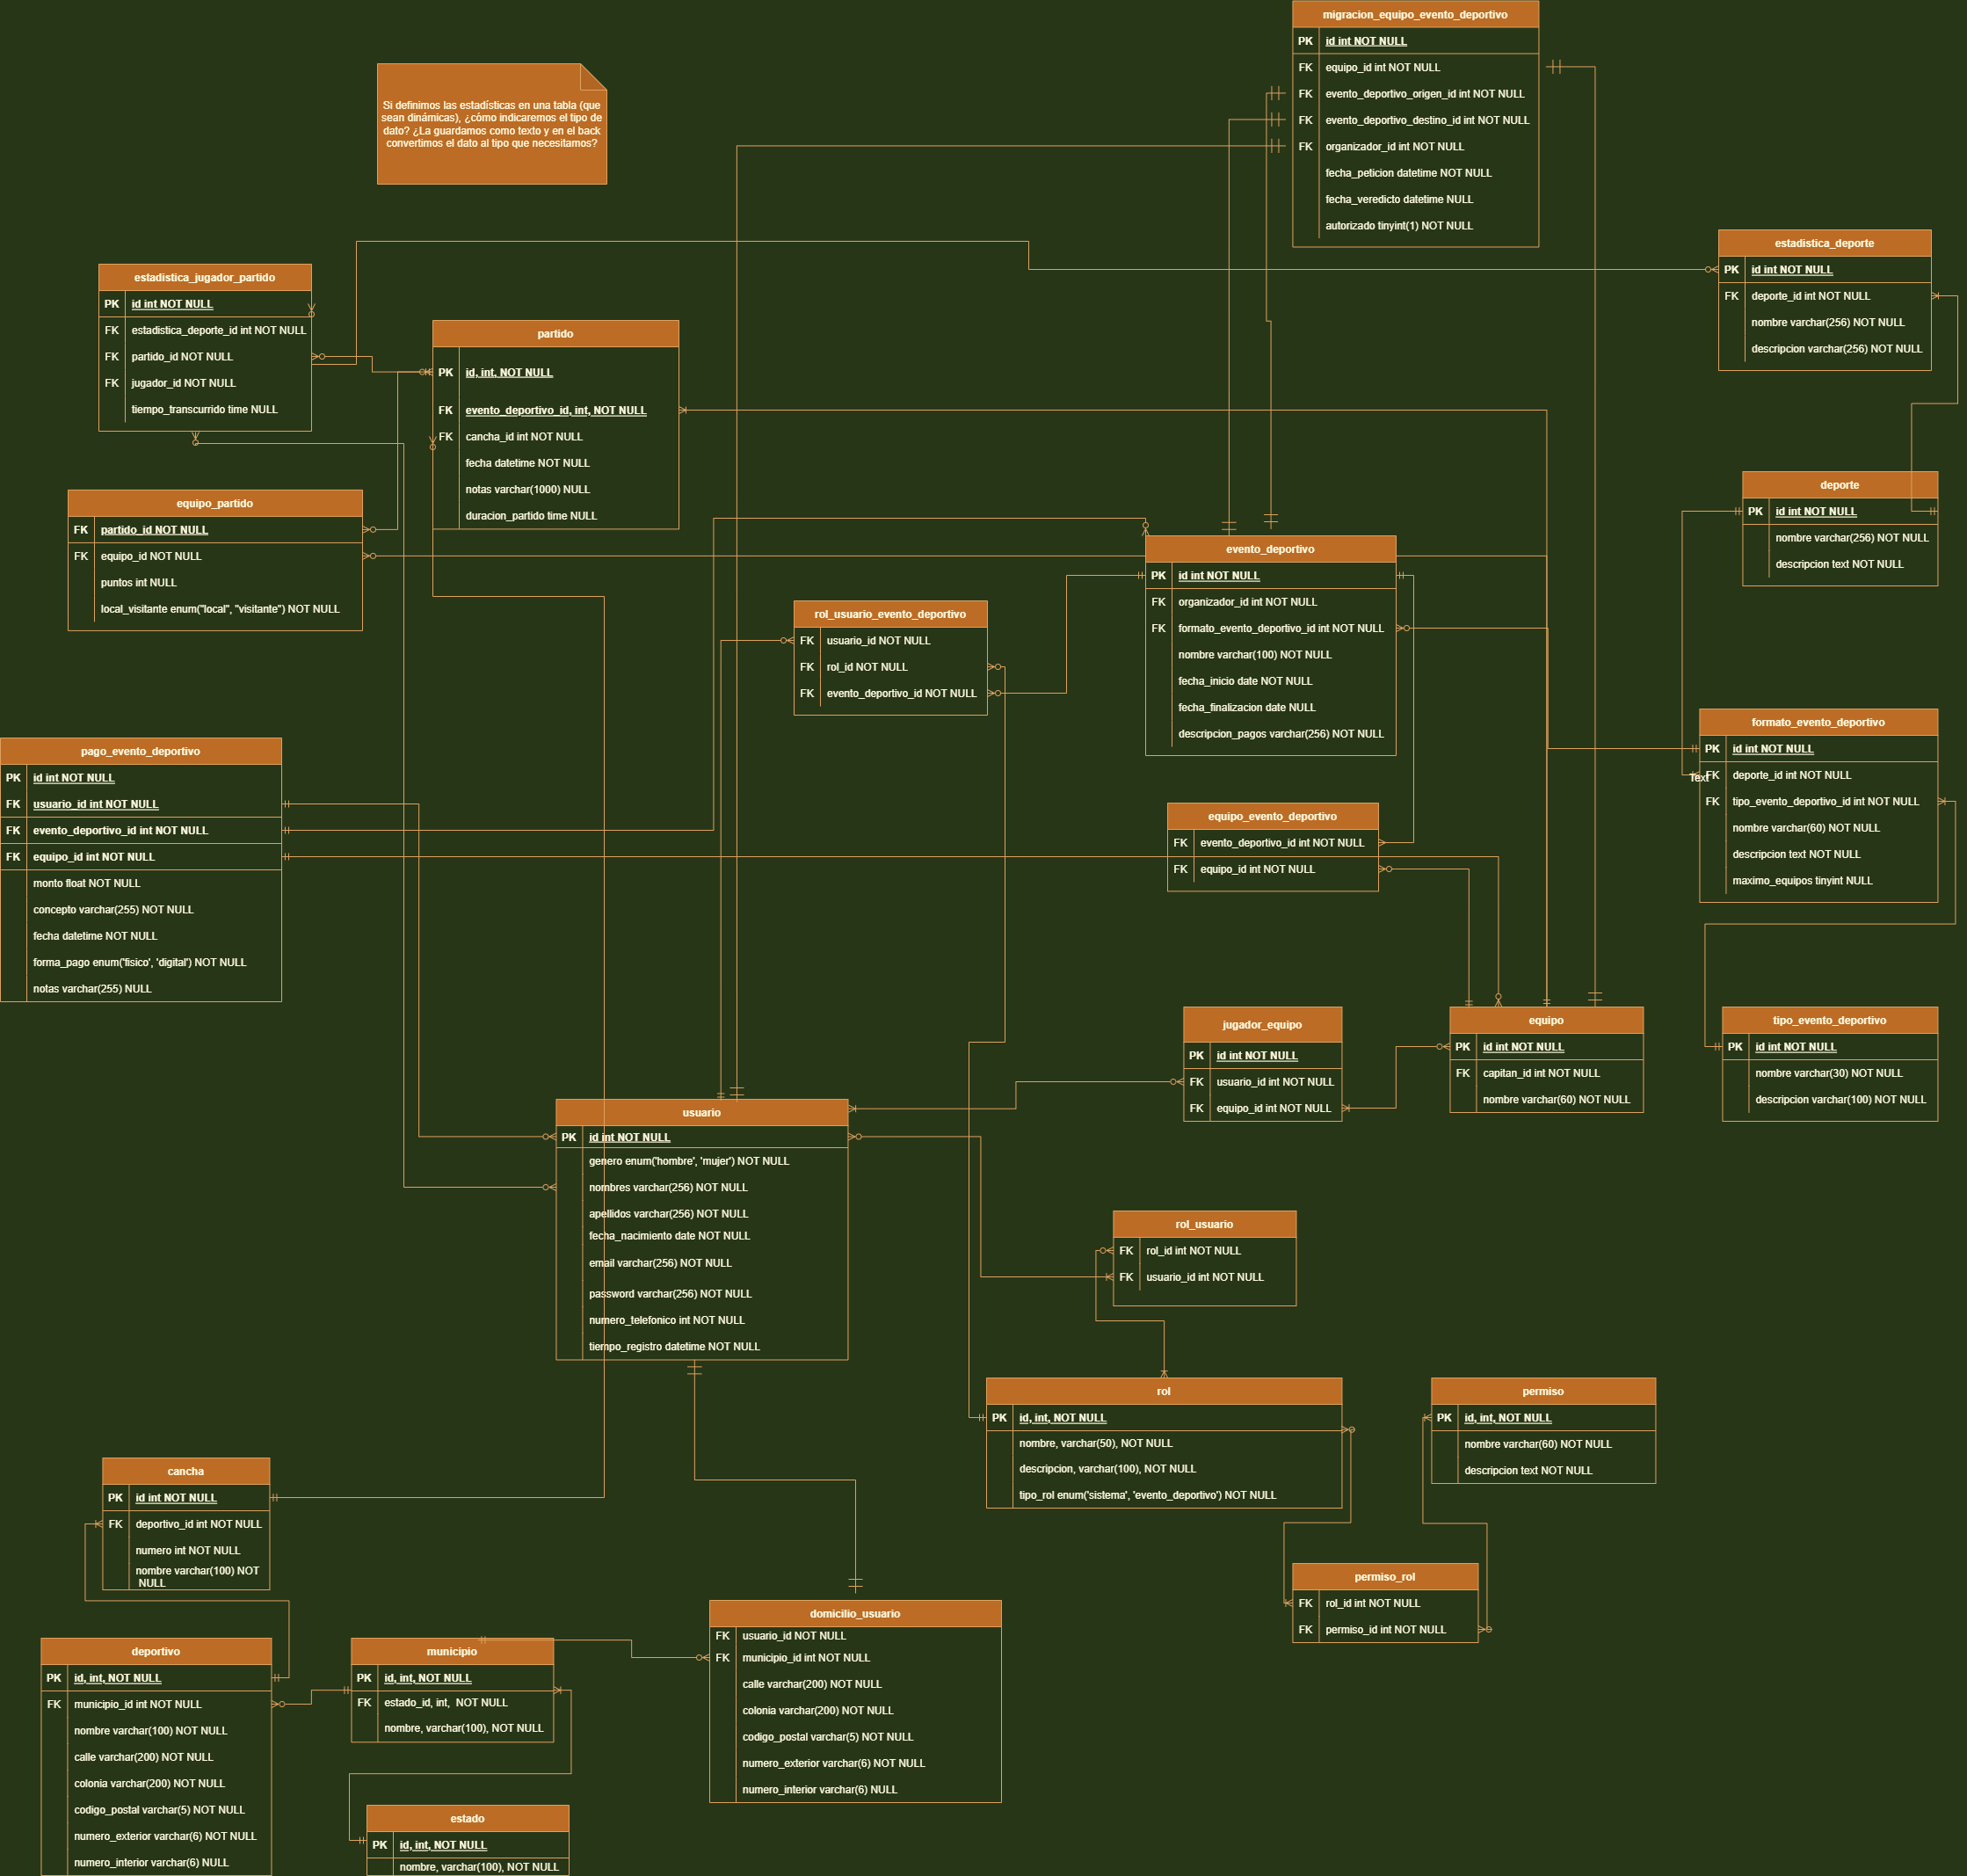 migracion_equipo_evento_deportivo
PK id int NOT NULL
FK equipo_id int NOT NULL
FK evento_deportivo_origen_id int NOT NULL
FK evento_deportivo_destino_id int NOT NULL
FK organizador_id int NOT NULL
fecha_peticion datetime NOT NULL
fecha_veredicto datetime NULL
autorizado tinyint(1) NOT NULL
Si definimos las estadísticas en una tabla (que
sean dinámicas), ¿cómo indicaremos el tipo de
dato? ¿La guardamos como texto y en el back
convertimos el dato al tipo que necesitamos?
estadistica_deporte
PK id int NOT NULL
FK deporte_id int NOT NULL
nombre varchar(256) NOT NULL
descripcion varchar(256) NOT NULL
estadistica_jugador_partido
PK id int NOT NULL
FK estadistica_deporte_id int NOT NULL
FK partido_id NOT NULL
FK jugador_id NOT NULL
tiempo_transcurrido time NULL
partido
PK id, int, NOT NULL
FK evento_deportivo_id, int, NOT NULL
FK cancha_id int NOT NULL
fecha datetime NOT NULL
notas varchar(1000) NULL
duracion_partido time NULL
equipo_partido
FK partido_id NOT NULL
FK equipo_id NOT NULL
puntos int NULL
local_visitante enum("local", "visitante") NOT NULL
deporte
PK id int NOT NULL
nombre varchar(256) NOT NULL
descripcion text NOT NULL
evento_deportivo
PK id int NOT NULL
FK organizador_id int NOT NULL
FK formato_evento_deportivo_id int NOT NULL
nombre varchar(100) NOT NULL
fecha_inicio date NOT NULL
fecha_finalizacion date NULL
descripcion_pagos varchar(256) NOT NULL
rol_usuario_evento_deportivo
FK usuario_id NOT NULL
FK rol_id NOT NULL
FK evento_deportivo_id NOT NULL
formato_evento_deportivo
PK id int NOT NULL
Text
FK deporte_id int NOT NULL
FK tipo_evento_deportivo_id int NOT NULL
nombre varchar(60) NOT NULL
descripcion text NOT NULL
maximo_equipos tinyint NULL
pago_evento_deportivo
PK id int NOT NULL
FK usuario_id int NOT NULL
FK evento_deportivo_id int NOT NULL
FK equipo_id int NOT NULL
monto float NOT NULL
concepto varchar(255) NOT NULL
fecha datetime NOT NULL
forma_pago enum('fisico', 'digital') NOT NULL
notas varchar(255) NULL
equipo_evento_deportivo
FK evento_deportivo_id int NOT NULL
FK equipo_id int NOT NULL
jugador_equipo
PK id int NOT NULL
FK usuario_id int NOT NULL
FK equipo_id int NOT NULL
equipo
PK id int NOT NULL
FK capitan_id int NOT NULL
nombre varchar(60) NOT NULL
tipo_evento_deportivo
PK id int NOT NULL
nombre varchar(30) NOT NULL
descripcion varchar(100) NOT NULL
usuario
PK id int NOT NULL
genero enum('hombre', 'mujer') NOT NULL
nombres varchar(256) NOT NULL
apellidos varchar(256) NOT NULL
fecha_nacimiento date NOT NULL
email varchar(256) NOT NULL
password varchar(256) NOT NULL
numero_telefonico int NOT NULL
tiempo_registro datetime NOT NULL
rol_usuario
FK rol_id int NOT NULL
FK usuario_id int NOT NULL
rol
PK id, int, NOT NULL
nombre, varchar(50), NOT NULL
descripcion, varchar(100), NOT NULL
tipo_rol enum('sistema', 'evento_deportivo') NOT NULL
permiso
PK id, int, NOT NULL
nombre varchar(60) NOT NULL
descripcion text NOT NULL
cancha
PK id int NOT NULL
FK deportivo_id int NOT NULL
numero int NOT NULL
nombre varchar(100) NOT
NULL
permiso_rol
FK rol_id int NOT NULL
FK permiso_id int NOT NULL
domicilio_usuario
FK usuario_id NOT NULL
FK municipio_id int NOT NULL
calle varchar(200) NOT NULL
colonia varchar(200) NOT NULL
codigo_postal varchar(5) NOT NULL
numero_exterior varchar(6) NOT NULL
numero_interior varchar(6) NULL
deportivo
PK id, int, NOT NULL
FK municipio_id int NOT NULL
nombre varchar(100) NOT NULL
calle varchar(200) NOT NULL
colonia varchar(200) NOT NULL
codigo_postal varchar(5) NOT NULL
numero_exterior varchar(6) NOT NULL
numero_interior varchar(6) NULL
municipio
PK id, int, NOT NULL
FK estado_id, int, NOT NULL
nombre, varchar(100), NOT NULL
estado
PK id, int, NOT NULL
nombre, varchar(100), NOT NULL